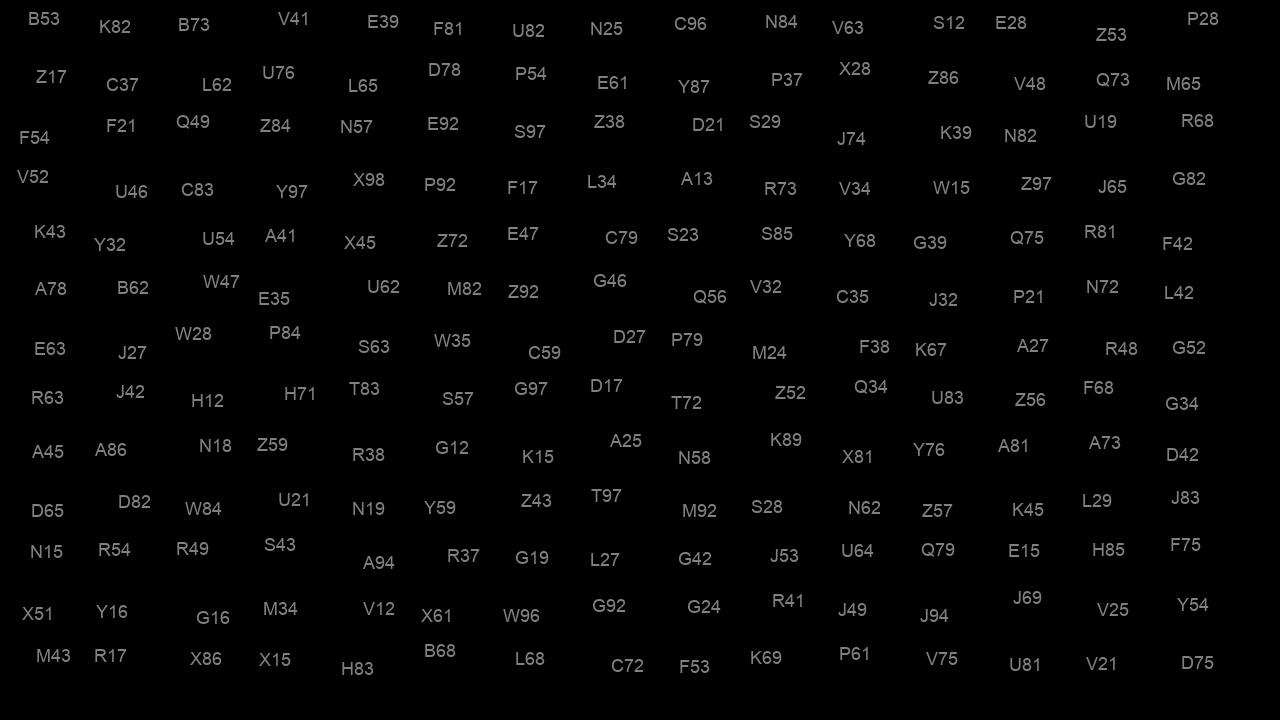 B53 K82 B73 V41 E39 F81 U82 N25 C96 N84 V63 S12 E28 Z53 P28
Z17 C37 L62 U76 L65 D78 P54 E61 Y87 P37 X28 Z86 V48 Q73 M65
F54 F21 Q49 Z84 N57 E92 S97 Z38 D21 S29 J74 K39 N82 U19 R68
V52 U46 C83 Y97 X98 P92 F17 L34 A13 R73 V34 W15 Z97 J65 G82
K43 Y32 U54 A41 X45 Z72 E47 C79 S23 S85 Y68 G39 Q75 R81 F42
A78 B62 W47 E35 U62 M82 Z92 G46 Q56 V32 C35 J32 P21 N72 L42
E63 J27 W28 P84 S63 W35 C59 D27 P79 M24 F38 K67 A27 R48 G52
R63 J42 H12 H71 T83 S57 G97 D17 T72 Z52 Q34 U83 Z56 F68 G34
A45 A86 N18 Z59 R38 G12 K15 A25 N58 K89 X81 Y76 A81 A73 D42
D65 D82 W84 U21 N19 Y59 Z43 T97 M92 S28 N62 Z57 K45 L29 J83
N15 R54 R49 S43 A94 R37 G19 L27 G42 J53 U64 Q79 E15 H85 F75
X51 Y16 G16 M34 V12 X61 W96 G92 G24 R41 J49 J94 J69 V25 Y54
M43 R17 X86 X15 H83 B68 L68 C72 F53 K69 P61 V75 U81 V21 D75